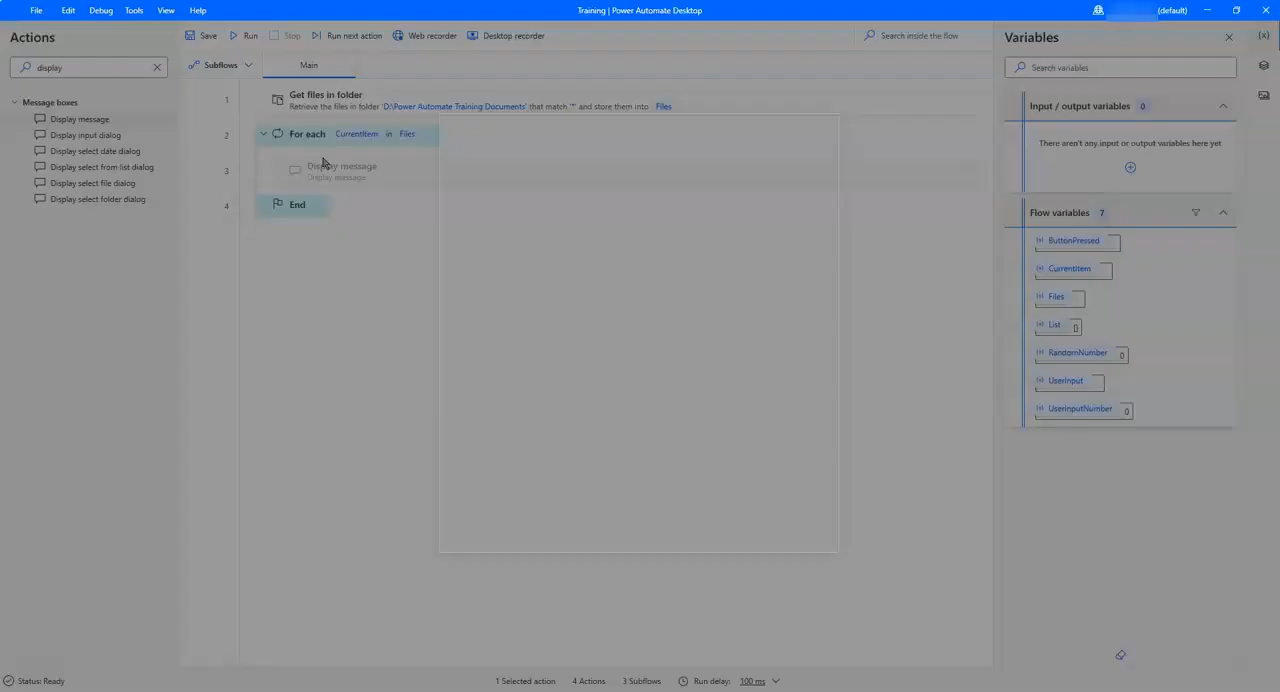 File Edit Debug Tools View Help
Training | Power Automate Desktop
(default)
Actions
display
Message boxes
Display message
Display input dialog
Display select date dialog
Display select from list dialog
Display select file dialog
Display select folder dialog
Save Run Stop Run next action Web recorder Desktop recorder
Search inside the flow
Subflows
Main
1
Get files in folder
Retrieve the files in folder 'D:\Power Automate Training Documents' that match '*' and store them into Files
2
For each CurrentItem in Files
3
Display message
Display message
4
End
Variables
{x}
Search variables
Input / output variables 0
There aren't any input or output variables here yet
Flow variables 7
{x} ButtonPressed
{x} CurrentItem
{x} Files
{x} List []
{x} RandomNumber 0
{x} UserInput
{x} UserInputNumber 0
Status: Ready
1 Selected action
4 Actions
3 Subflows
Run delay: 100 ms